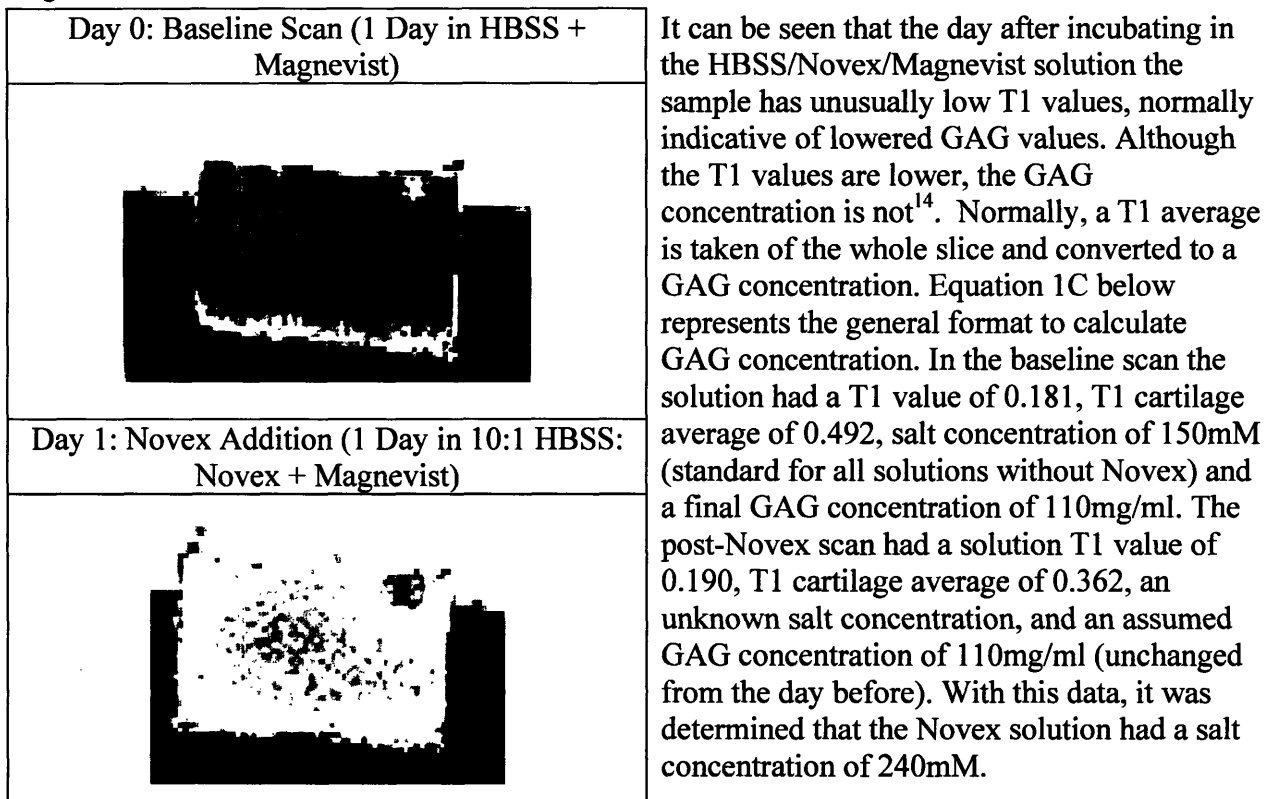 Day 0: Baseline Scan (1 Day in HBSS +
Magnevist)
Day 1: Novex Addition (1 Day in 10:1 HBSS:
Novex + Magnevist)
It can be seen that the day after incubating in
the HBSS/Novex/Magnevist solution the
sample has unusually low T1 values, normally
indicative of lowered GAG values. Although
the T1 values are lower, the GAG
concentration is not14. Normally, a T1 average
is taken of the whole slice and converted to a
GAG concentration. Equation 1C below
represents the general format to calculate
GAG concentration. In the baseline scan the
solution had a T1 value of 0.181, T1 cartilage
average of 0.492, salt concentration of 150mM
(standard for all solutions without Novex) and
a final GAG concentration of 110mg/ml. The
post-Novex scan had a solution T1 value of
0.190, T1 cartilage average of 0.362, an
unknown salt concentration, and an assumed
GAG concentration of 110mg/ml (unchanged
from the day before). With this data, it was
determined that the Novex solution had a salt
concentration of 240mM.